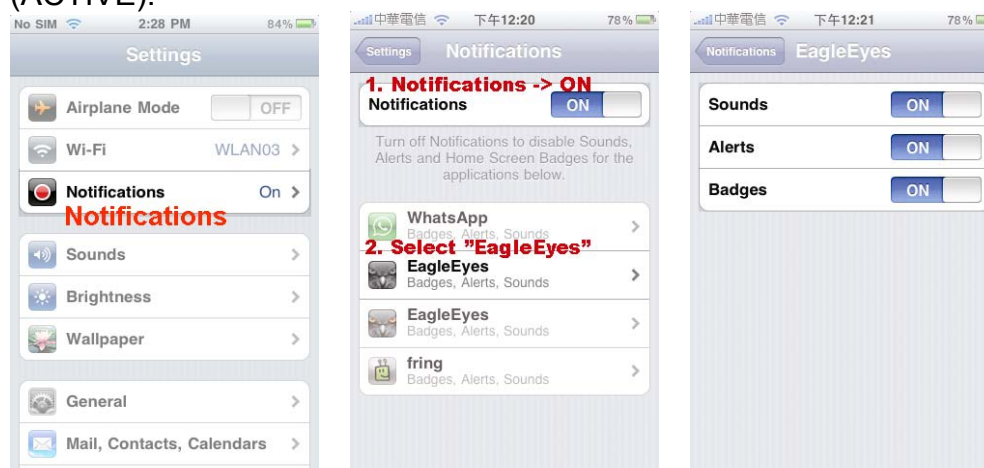 (ACTIVE).
No SIM 2:28 PM 84%
Settings
Airplane Mode OFF
Wi-Fi WLAN03
Notifications On
Notifications
Sounds
Brightness
Wallpaper
General
Mail, Contacts, Calendars
中華電信 下午12:20 78%
Settings Notifications
1. Notifications -> ON
Notifications ON
Turn off Notifications to disable Sounds,
Alerts and Home Screen Badges for the
applications below.
WhatsApp
Badges, Alerts, Sounds
2. Select "EagleEyes"
EagleEyes
Badges, Alerts, Sounds
EagleEyes
Badges, Alerts, Sounds
fring
Badges, Alerts, Sounds
中華電信 下午12:21 78%
Notifications EagleEyes
Sounds ON
Alerts ON
Badges ON